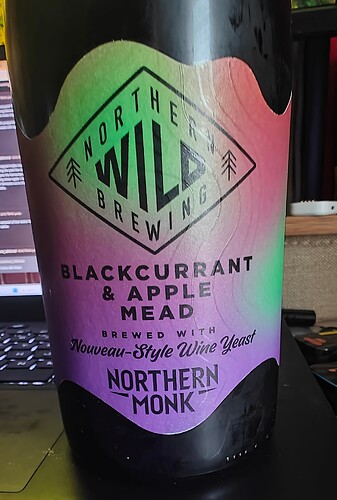 NORTHERN
WILD
BREWING
BLACKCURRANT
& APPLE
MEAD
BREWED WITH
Nouveau-Style Wine Yeast
NORTHERN
MONK